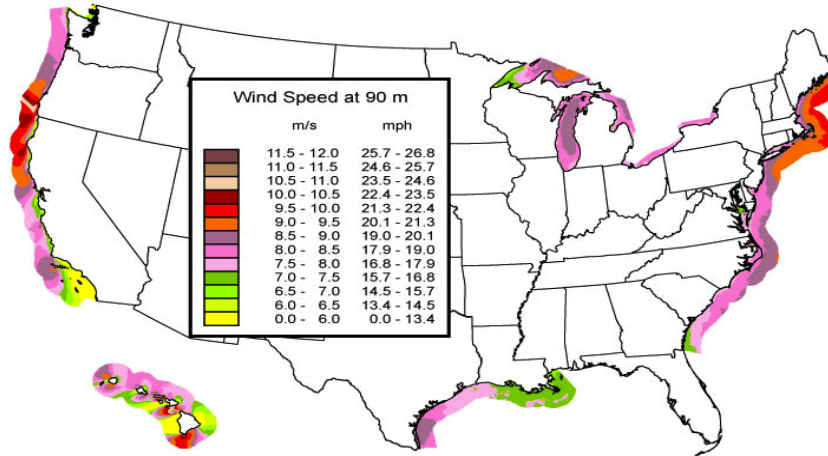 Wind Speed at 90 m
m/s mph
11.5 - 12.0 25.7 - 26.8
11.0 - 11.5 24.6 - 25.7
10.5 - 11.0 23.5 - 24.6
10.0 - 10.5 22.4 - 23.5
9.5 - 10.0 21.3 - 22.4
9.0 - 9.5 20.1 - 21.3
8.5 - 9.0 19.0 - 20.1
8.0 - 8.5 17.9 - 19.0
7.5 - 8.0 16.8 - 17.9
7.0 - 7.5 15.7 - 16.8
6.5 - 7.0 14.5 - 15.7
6.0 - 6.5 13.4 - 14.5
0.0 - 6.0 0.0 - 13.4